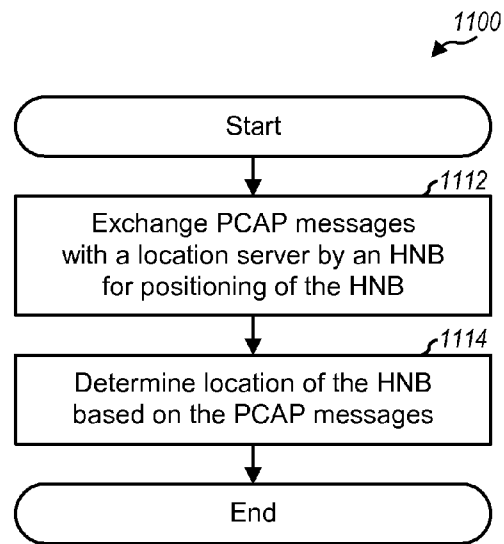 1100
Start
1112
Exchange PCAP messages
with a location server by an HNB
for positioning of the HNB
1114
Determine location of the HNB
based on the PCAP messages
End